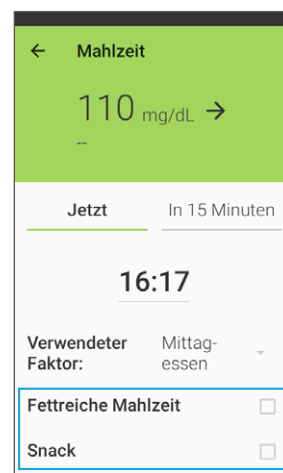 ← Mahlzeit
110 mg/dL →
--
Jetzt In 15 Minuten
16:17
Verwendeter Mittag-
Faktor: essen
Fettreiche Mahlzeit
Snack